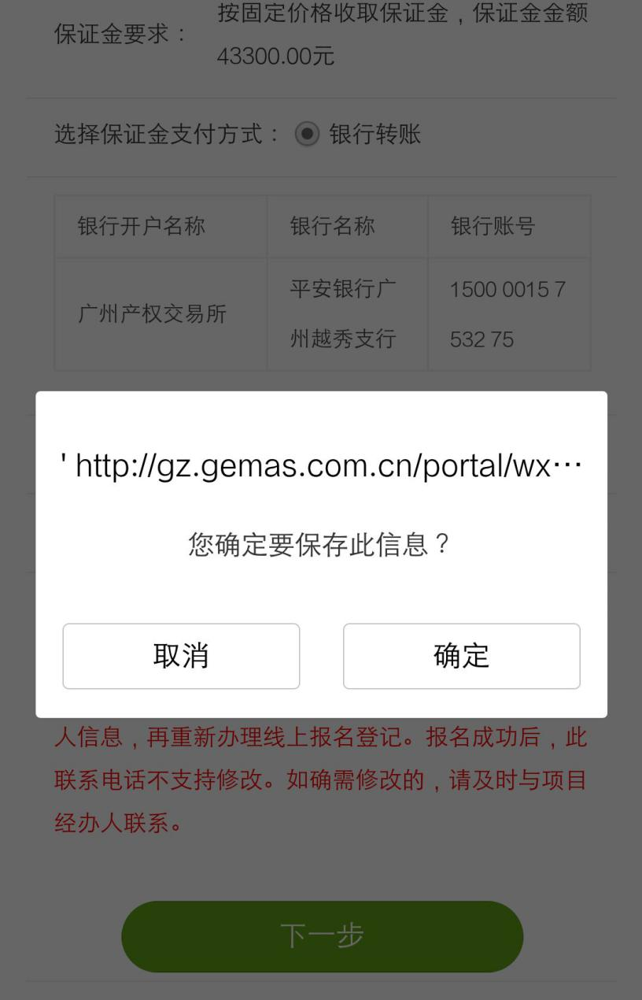 按固定价格收取保证金，保证金金额
保证金要求：
43300.00元
选择保证金支付方式：
银行转账
银行开户名称
银行名称
银行账号
广州产权交易所
平安银行广
州越秀支行
1500 0015 7
532 75
' http://gz.gemas.com.cn/portal/wx···
您确定要保存此信息？
取消
确定
人信息，再重新办理线上报名登记。报名成功后，此
联系电话不支持修改。如确需修改的，请及时与项目
经办人联系。
下一步